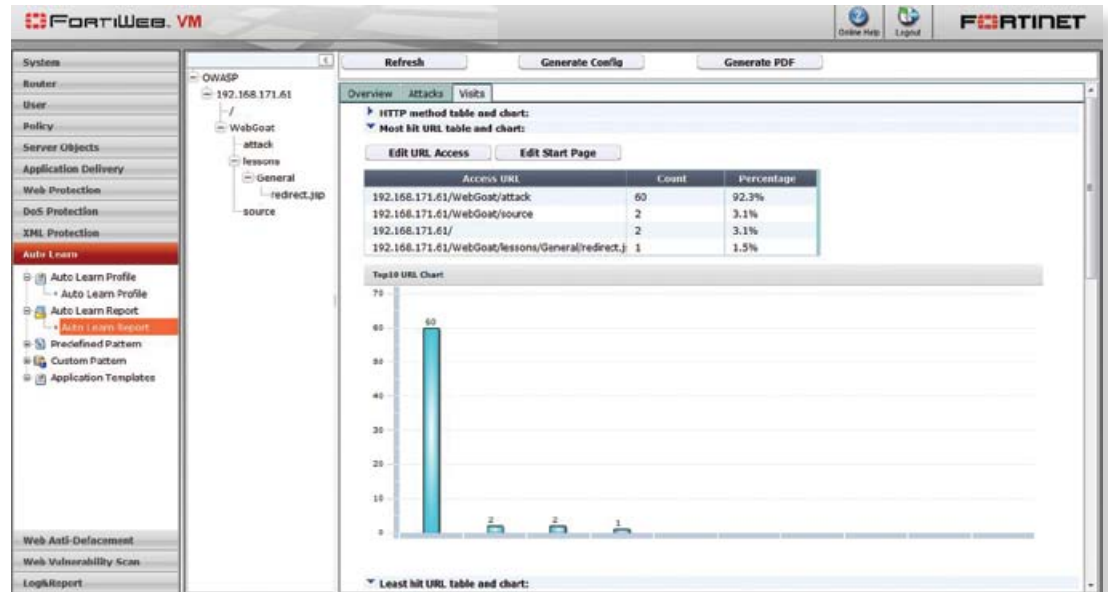 FORTIWEB. VM
Online Help
Logout
FORTINET
System
Router
User
Policy
Server Objects
Application Delivery
Web Protection
DoS Protection
XML Protection
Auto Learn
Auto Learn Profile
Auto Learn Profile
Auto Learn Report
Auto Learn Report
Predefined Pattern
Custom Pattern
Application Templates
Web Anti-Defacement
Web Vulnerability Scan
Log&Report
OWASP
192.168.171.61
/
WebGoat
attack
lessons
General
redirect.jsp
source
Refresh
Generate Config
Generate PDF
Overview Attacks Visits
HTTP method table and chart:
Most hit URL table and chart:
Edit URL Access
Edit Start Page
Access URL Count Percentage
192.168.171.61/WebGoat/attack 60 92.3%
192.168.171.61/WebGoat/source 2 3.1%
192.168.171.61/ 2 3.1%
192.168.171.61/WebGoat/lessons/General/redirect.j 1 1.5%
Top10 URL Chart
70
60
50
40
30
20
10
0
60
2
2
1
Least hit URL table and chart: